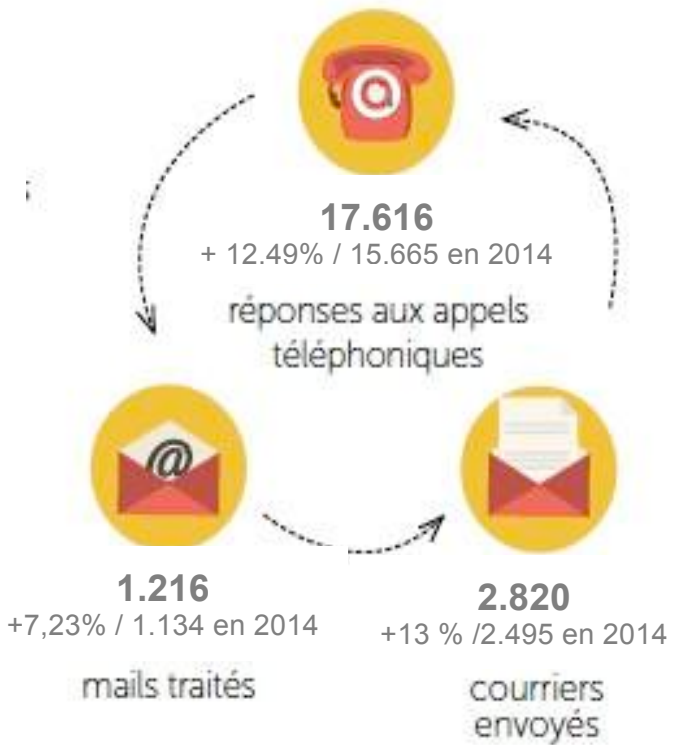 17.616
+ 12.49% / 15.665 en 2014
réponses aux appels
téléphoniques
@
1.216
+7,23% / 1.134 en 2014
mails traités
2.820
+13 % /2.495 en 2014
courriers
envoyés